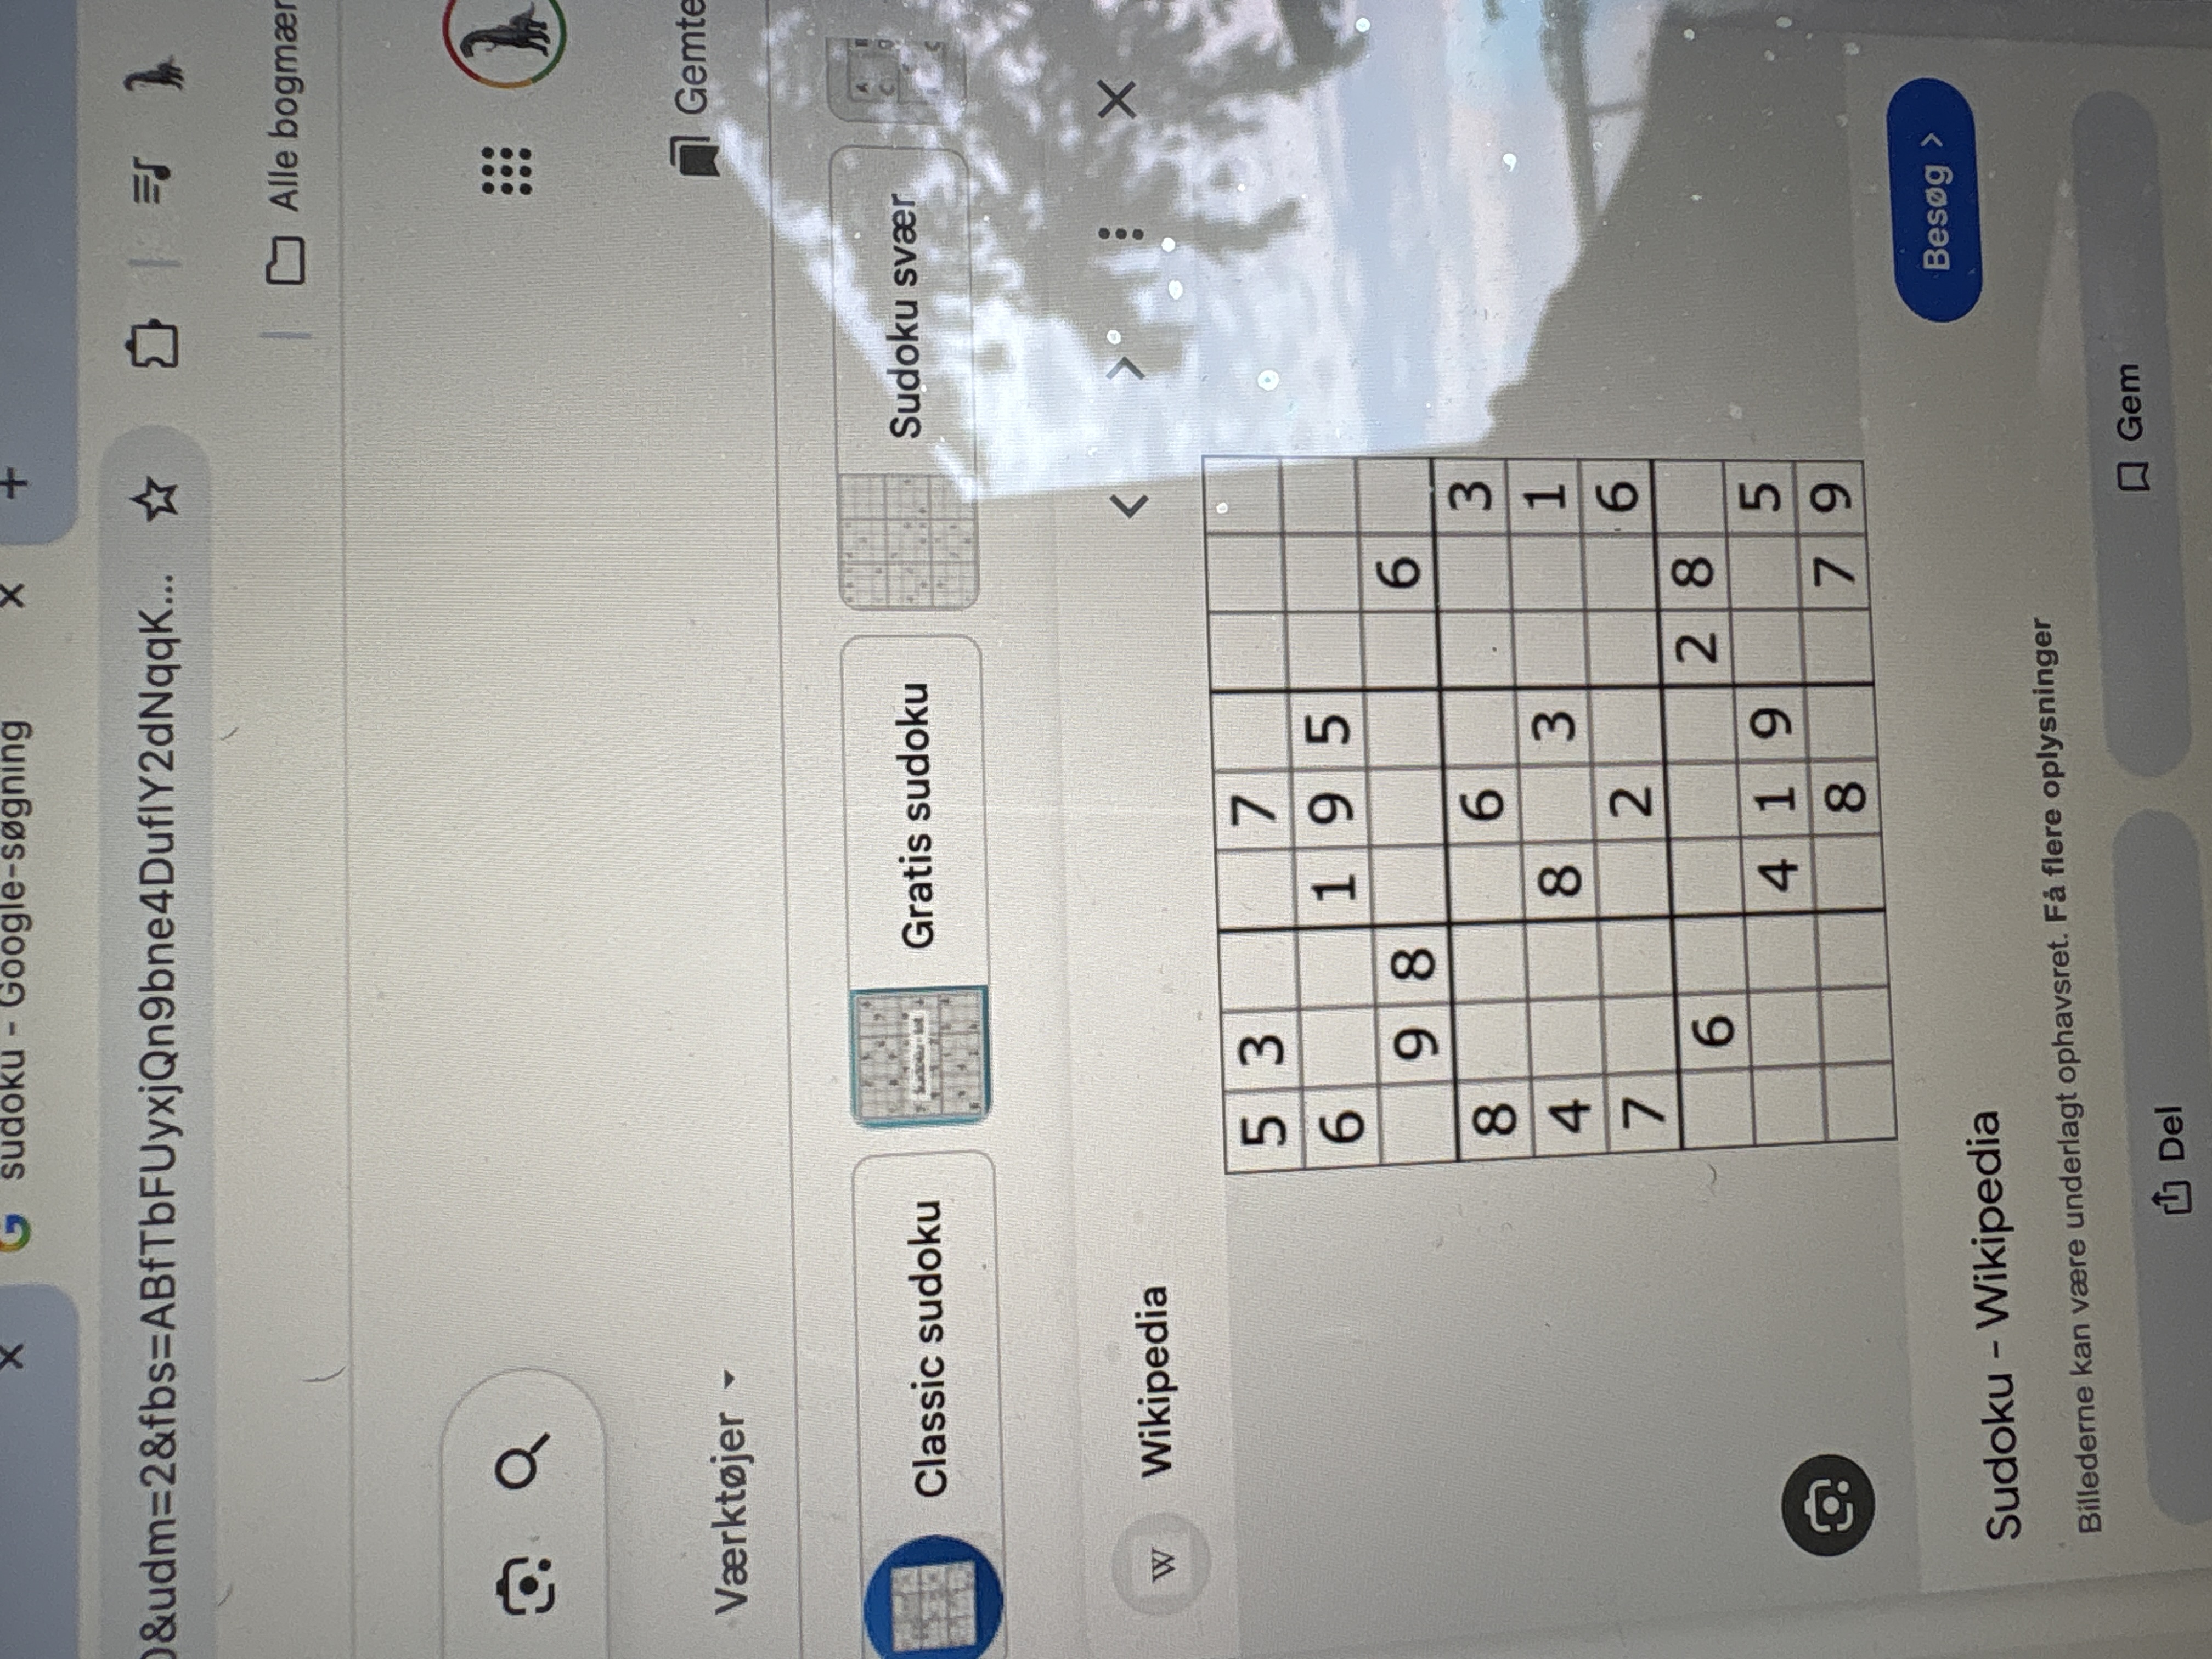 sudoku - Google-søgning
0&udm=2&fbs=ABfTbFUyxjQn9bne4DuflY2dNqqK...
Alle bogmær
Værktøjer
Gemte
Classic sudoku
Gratis sudoku
Sudoku svær
W Wikipedia
5 3 7
6 1 9 5
9 8 6
8 6 3
4 8 3 1
7 2 6
6 2 8
4 1 9 5
8 7 9
Besøg >
Sudoku - Wikipedia
Billederne kan være underlagt ophavsret. Få flere oplysninger
Del
Gem